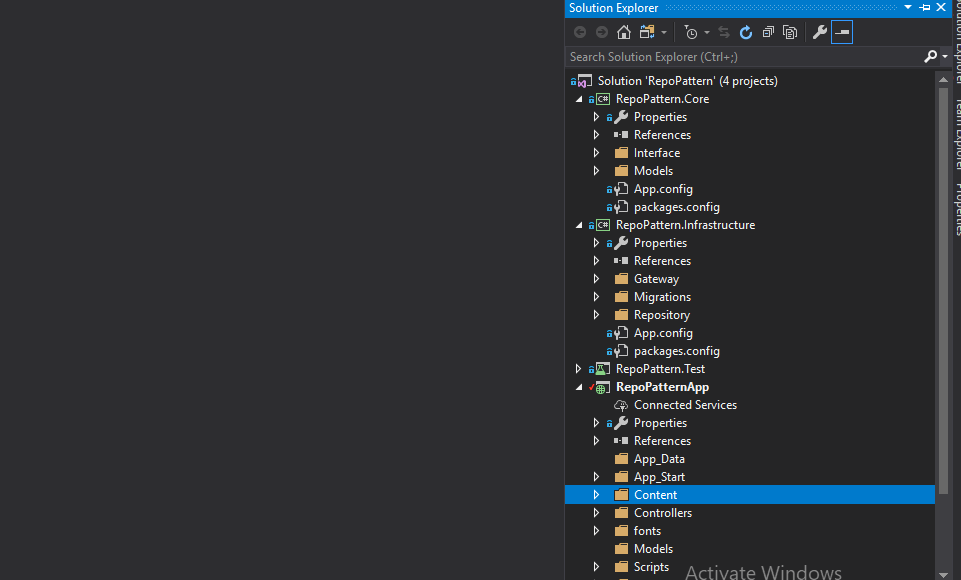 Solution Explorer
Search Solution Explorer (Ctrl+;)
Solution 'RepoPattern' (4 projects)
RepoPattern.Core
Properties
References
Interface
Models
App.config
packages.config
RepoPattern.Infrastructure
Properties
References
Gateway
Migrations
Repository
App.config
packages.config
RepoPattern.Test
RepoPatternApp
Connected Services
Properties
References
App_Data
App_Start
Content
Controllers
fonts
Models
Scripts
Activate Windows
Solution Explorer
Team Explorer
Properties